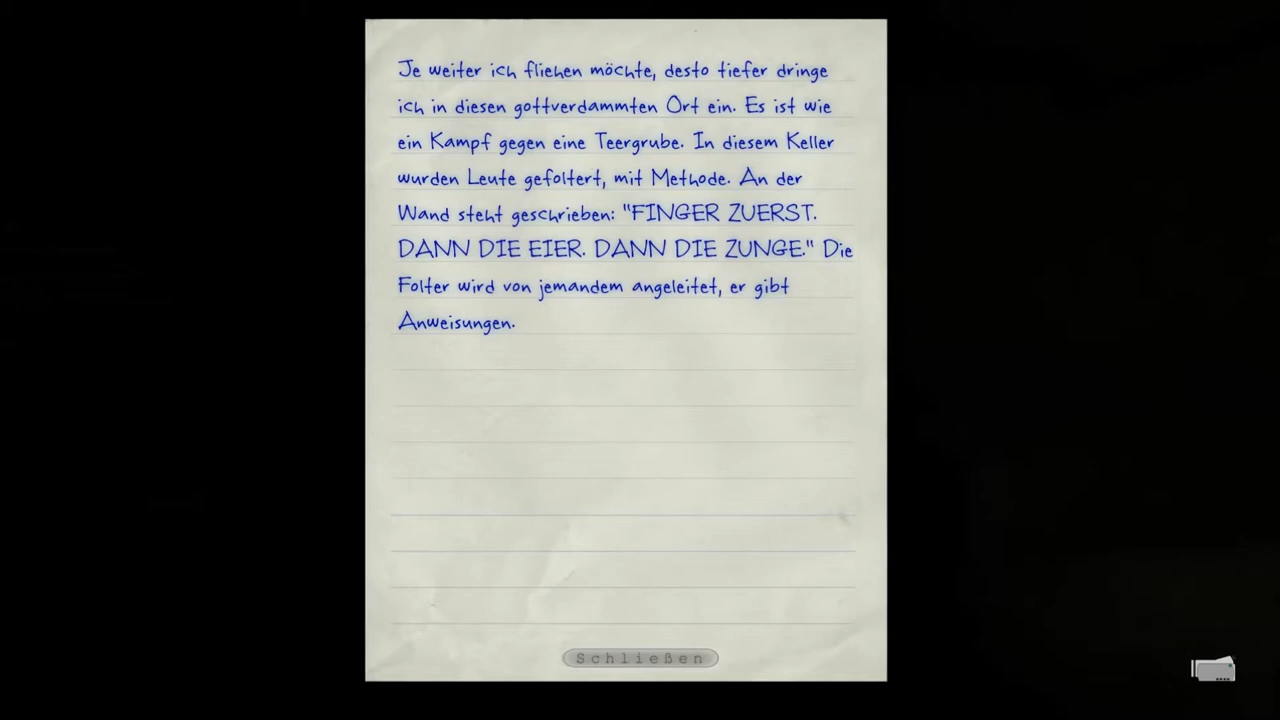 Je weiter ich fliehen möchte, desto tiefer dringe
ich in diesen gottverdammten Ort ein. Es ist wie
ein Kampf gegen eine Teergrube. In diesem Keller
wurden Leute gefoltert, mit Methode. An der
Wand steht geschrieben: "FINGER ZUERST.
DANN DIE EIER. DANN DIE ZUNGE." Die
Folter wird von jemandem angeleitet, er gibt
Anweisungen.
Schließen